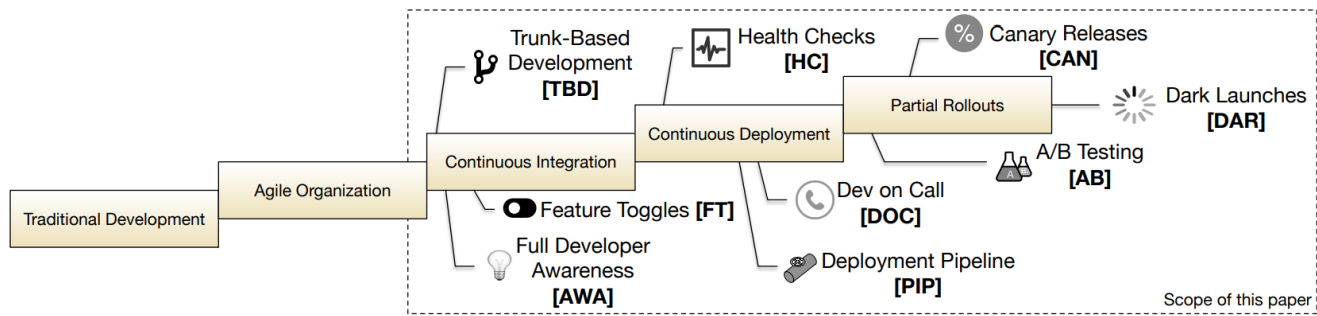 Traditional Development
Agile Organization
Continuous Integration
Trunk-Based
Development
[TBD]
Feature Toggles [FT]
Full Developer
Awareness
[AWA]
Continuous Deployment
Health Checks
[HC]
Dev on Call
[DOC]
Deployment Pipeline
[PIP]
Partial Rollouts
%
Canary Releases
[CAN]
Dark Launches
[DAR]
A
A/B Testing
[AB]
Scope of this paper